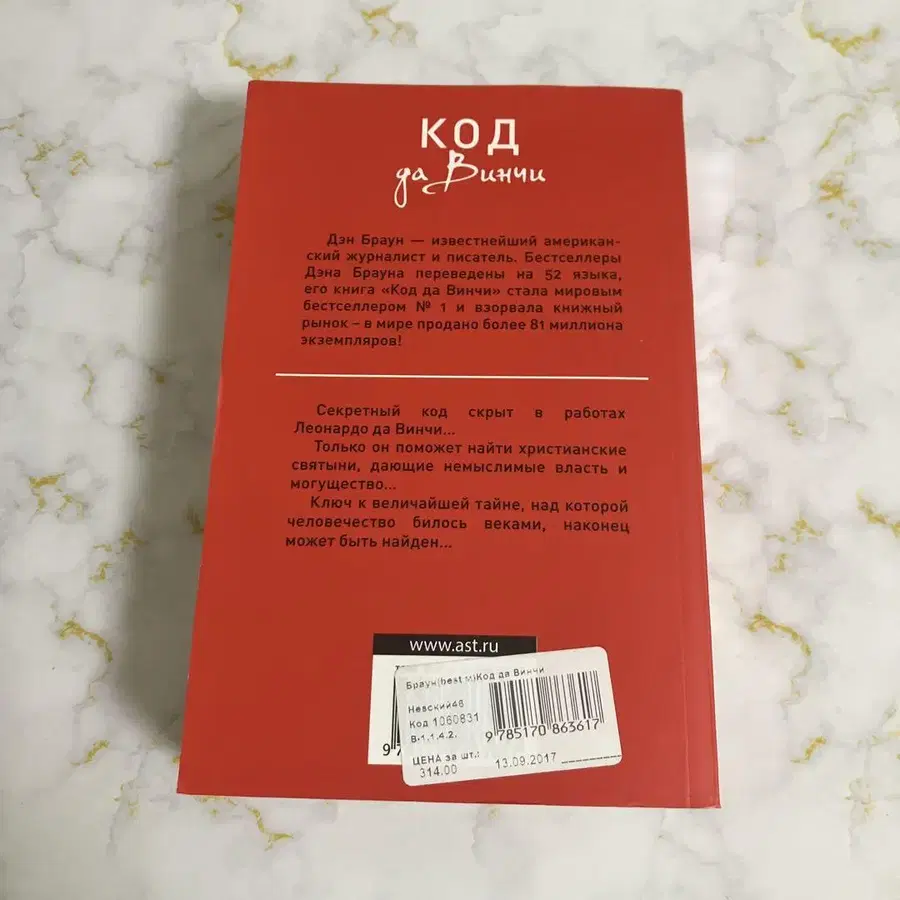 КОД
да Винчи
Дэн Браун — известнейший американ-
ский журналист и писатель. Бестселлеры
Дэна Брауна переведены на 52 языка,
его книга «Код да Винчи» стала мировым
бестселлером № 1 и взорвала книжный
рынок – в мире продано более 81 миллиона
экземпляров!
Секретный код скрыт в работах
Леонардо да Винчи...
Только он поможет найти христианские
святыни, дающие немыслимые власть и
могущество...
Ключ к величайшей тайне, над которой
человечество билось веками, наконец
может быть найден...
www.ast.ru
Браун(best м)Код да Винчи
Невский46
Код 1060831
В-1.1.4.2.
9 785170 863617
ЦЕНА за шт.: 13.09.2017
314.00